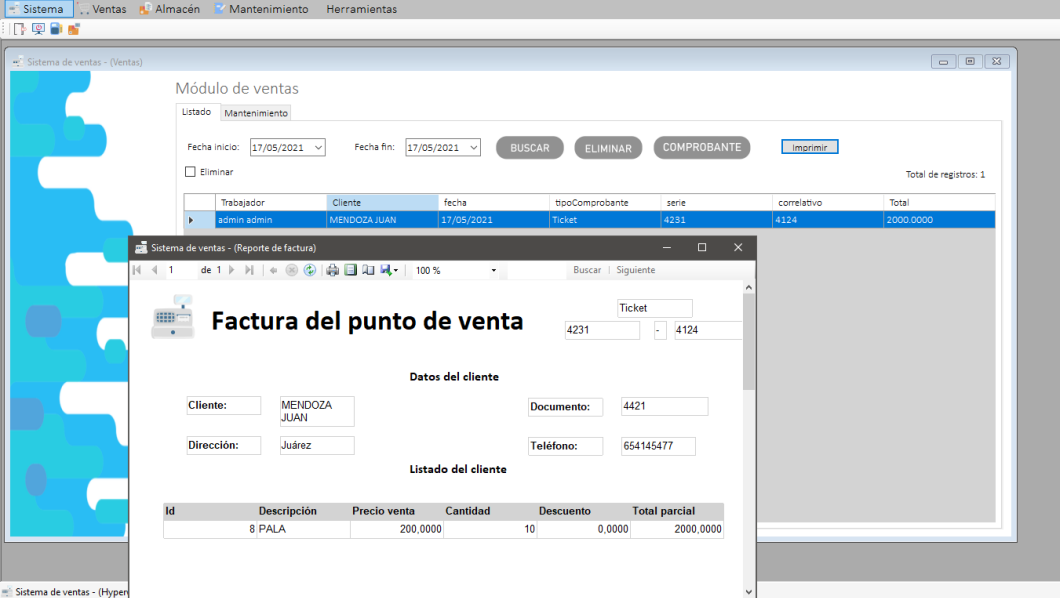 Sistema Ventas Almacén Mantenimiento Herramientas
Sistema de ventas - (Ventas)
Módulo de ventas
Listado Mantenimiento
Fecha inicio: 17/05/2021 Fecha fin: 17/05/2021 BUSCAR ELIMINAR COMPROBANTE Imprimir
Eliminar
Total de registros: 1
Trabajador Cliente fecha tipoComprobante serie correlativo Total
admin admin MENDOZA JUAN 17/05/2021 Ticket 4231 4124 2000.0000
Sistema de ventas - (Reporte de factura)
1 de 1 100 % Buscar Siguiente
Factura del punto de venta
Ticket
4231 - 4124
Datos del cliente
Cliente: MENDOZA
JUAN
Documento: 4421
Dirección: Juárez
Teléfono: 654145477
Listado del cliente
Id Descripción Precio venta Cantidad Descuento Total parcial
8 PALA 200,0000 10 0,0000 2000,0000
Sistema de ventas - (Hyper